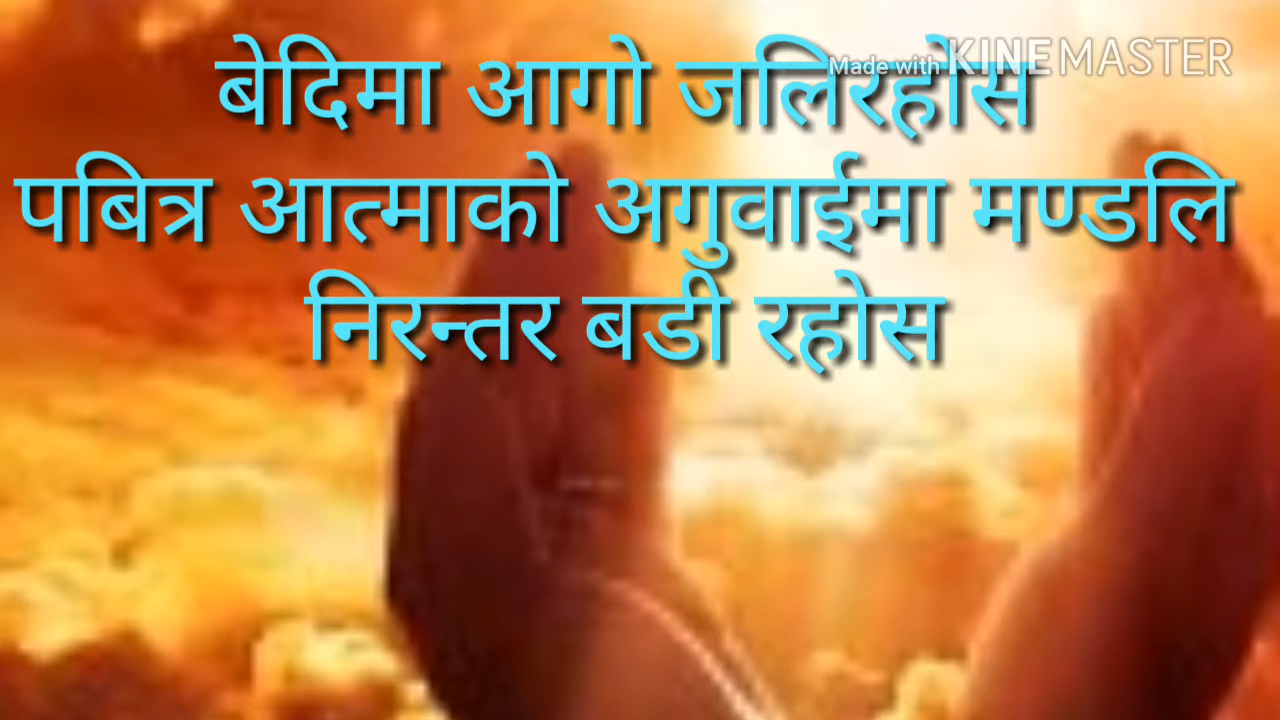 Made with KINEMASTER
बेदिमा आगो जलिरहोस
पबित्र आत्माको अगुवाईमा मण्डलि
निरन्तर बडी रहोस